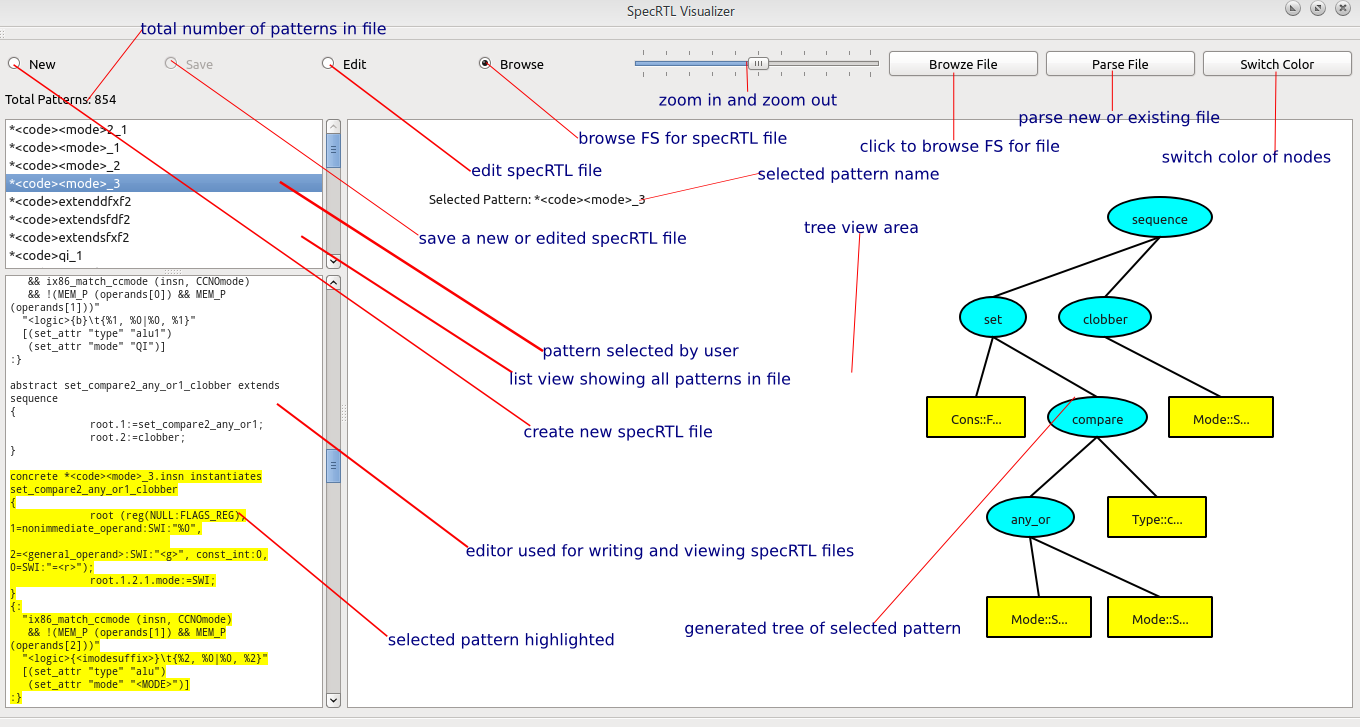 SpecRTL Visualizer
total number of patterns in file
New
Save
Edit
Browse
Browze File
Parse File
Switch Color
Total Patterns: 854
zoom in and zoom out
parse new or existing file
browse FS for specRTL file
click to browse FS for file
switch color of nodes
*<code><mode>2_1
*<code><mode>_1
*<code><mode>_2
*<code><mode>_3
*<code>extenddfxf2
*<code>extendsfdf2
*<code>extendsfxf2
*<code>qi_1
edit specRTL file
selected pattern name
Selected Pattern: *<code><mode>_3
save a new or edited specRTL file
tree view area
pattern selected by user
list view showing all patterns in file
create new specRTL file
&& ix86_match_ccmode (insn, CCNOmode)
&& !(MEM_P (operands[0]) && MEM_P
(operands[1]))"
"<logic>{b}\t{%1, %0|%0, %1}"
[(set_attr "type" "alu1")
(set_attr "mode" "QI")]
:}
abstract set_compare2_any_or1_clobber extends
sequence
{
root.1:=set_compare2_any_or1;
root.2:=clobber;
}
concrete *<code><mode>_3.insn instantiates
set_compare2_any_or1_clobber
{
root (reg(NULL:FLAGS_REG),
1=nonimmediate_operand:SWI:"%0",
2=<general_operand>:SWI:"<g>", const_int:0,
0=SWI:"=<r>");
root.1.2.1.mode:=SWI;
}
{:
"ix86_match_ccmode (insn, CCNOmode)
&& !(MEM_P (operands[1]) && MEM_P
(operands[2]))"
"<logic>{<imodesuffix>}\t{%2, %0|%0, %2}"
[(set_attr "type" "alu")
(set_attr "mode" "<MODE>")]
:}
editor used for writing and viewing specRTL files
selected pattern highlighted
generated tree of selected pattern
sequence
set
clobber
Cons::F...
compare
Mode::S...
any_or
Type::c...
Mode::S...
Mode::S...